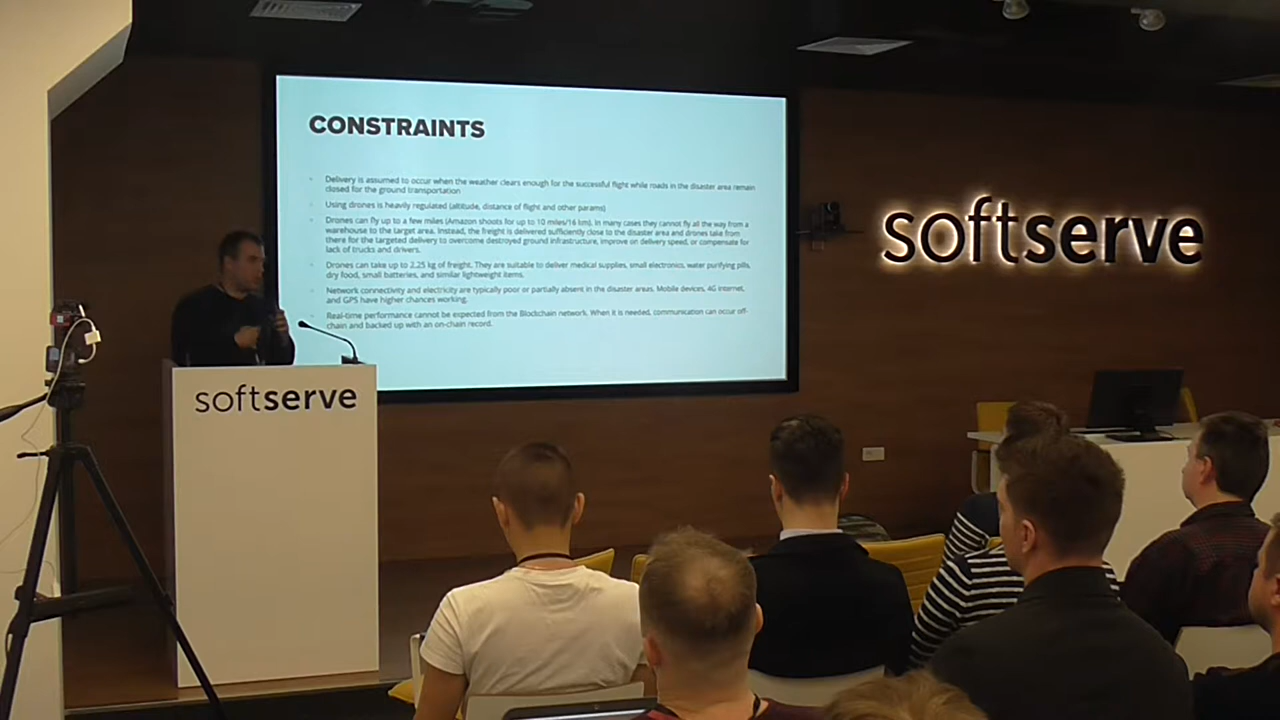 CONSTRAINTS
Delivery is assumed to occur when the weather clears enough for the successful flight while roads in the disaster area remain
closed for the ground transportation
Using drones is heavily regulated (altitude, distance of flight and other params)
Drones can fly up to a few miles (Amazon shoots for up to 10 miles/16 km). In many cases they cannot fly all the way from a
warehouse to the target area. Instead, the freight is delivered sufficiently close to the disaster area and drones take from
there for the targeted delivery to overcome destroyed ground infrastructure, improve on delivery speed, or compensate for
lack of trucks and drivers.
Drones can take up to 2,25 kg of freight. They are suitable to deliver medical supplies, small electronics, water purifying pills,
dry food, small batteries, and similar lightweight items.
Network connectivity and electricity are typically poor or partially absent in the disaster areas. Mobile devices, 4G internet,
and GPS have higher chances working.
Real-time performance cannot be expected from the Blockchain network. When it is needed, communication can occur off-
chain and backed up with an on-chain record.
softserve
softserve